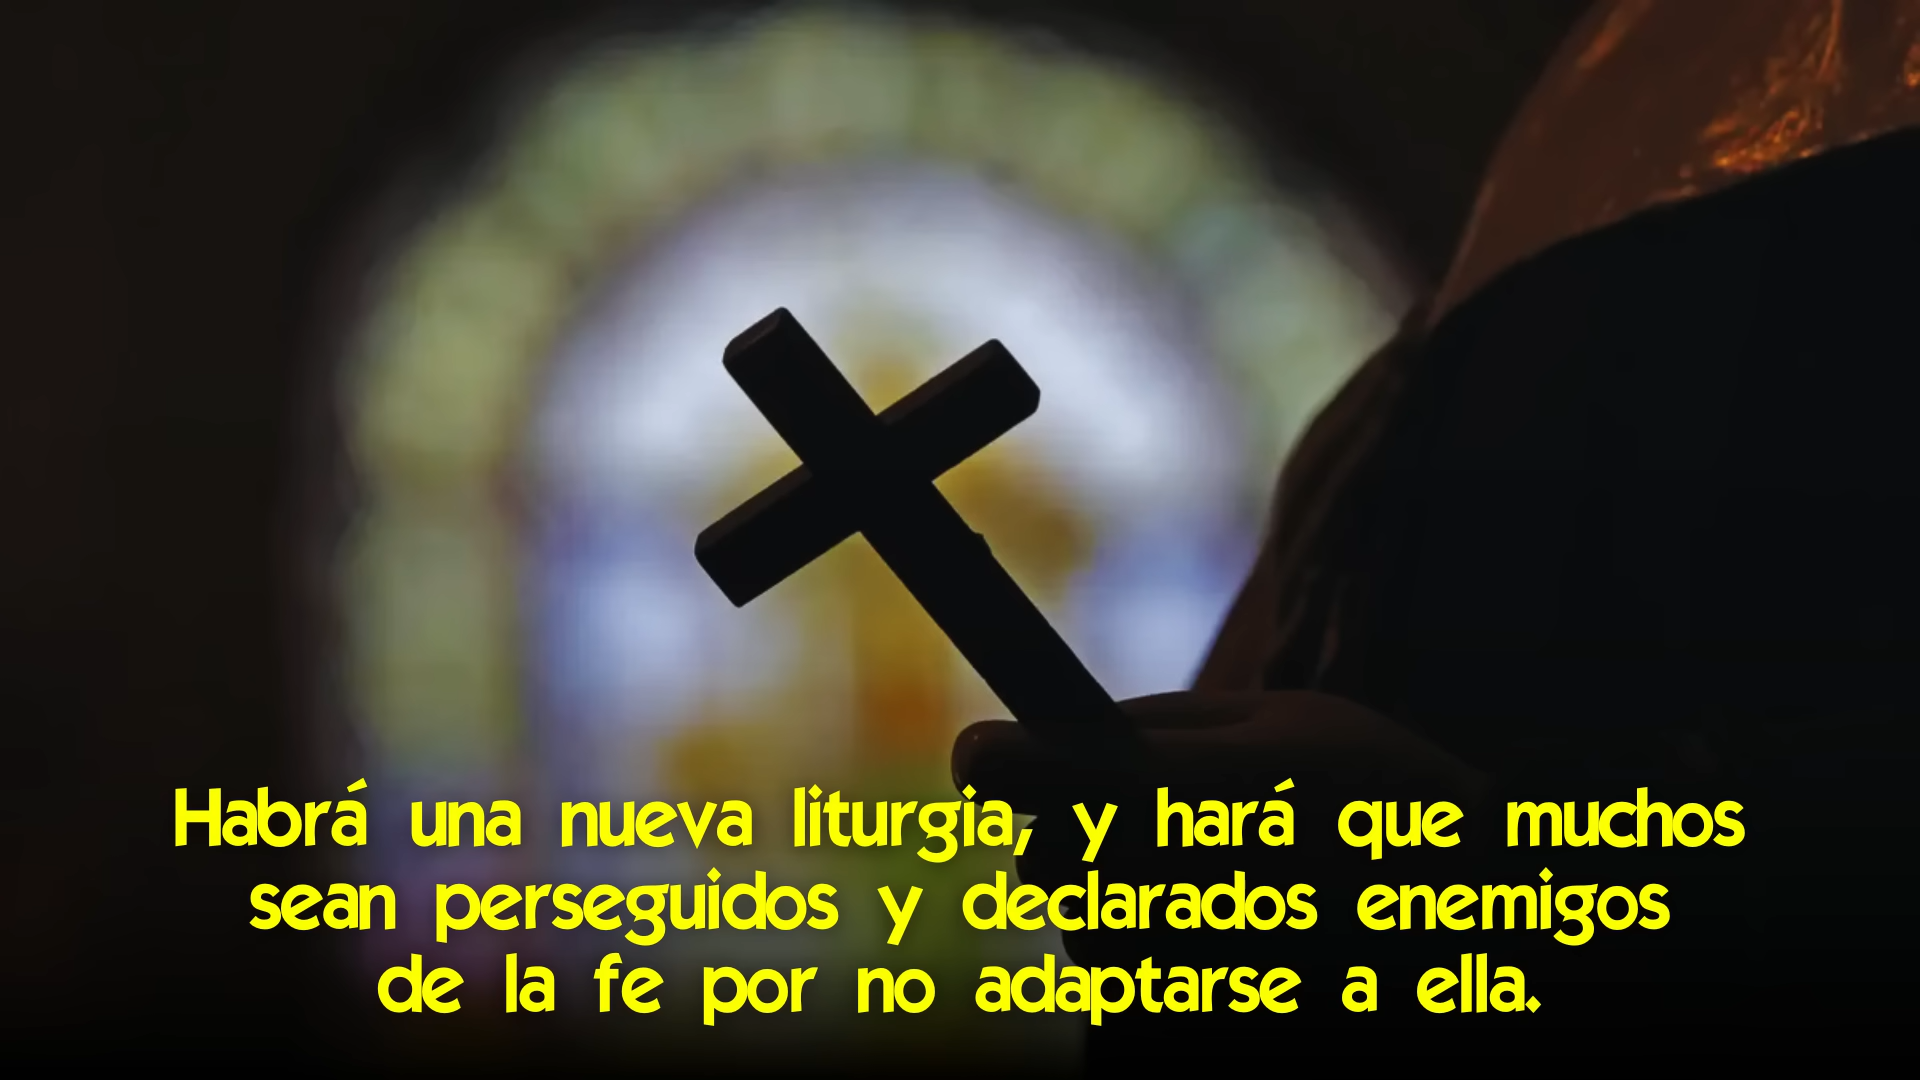 Habrá una nueva liturgia, y hará que muchos
sean perseguidos y declarados enemigos
de la fe por no adaptarse a ella.